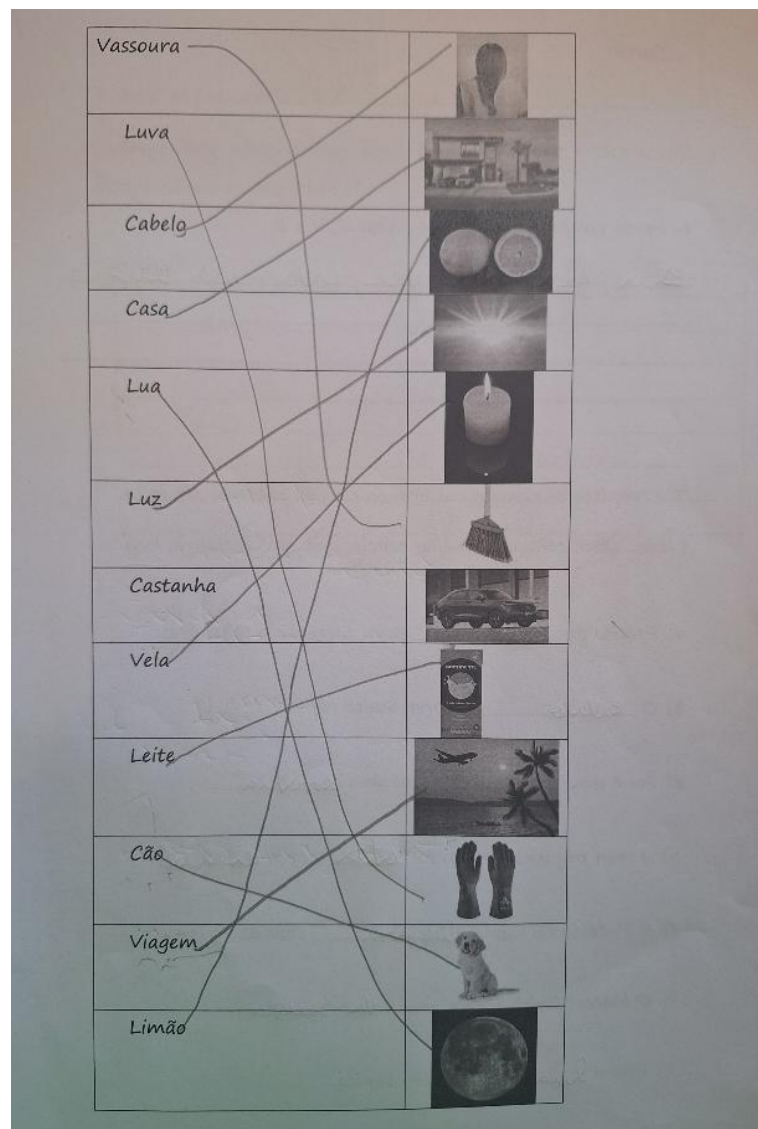 Vassoura
Luva
Cabelo
Casa
Lua
Luz
Castanha
Vela
Leite
Cão
Viagem
Limão